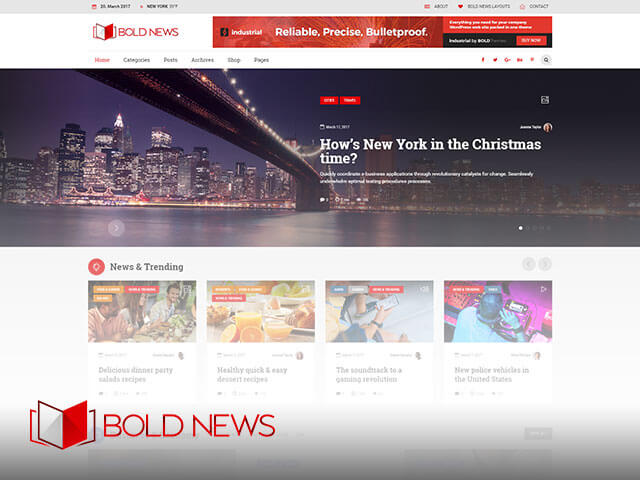 20, March 2017
NEW YORK 35°F
ABOUT
BOLD NEWS LAYOUTS
CONTACT
BOLD NEWS
industrial
Reliable, Precise, Bulletproof.
Everything you need for your company
WordPress web site packed in one theme
Industrial by BOLD Themes
BUY NOW
Home
Categories
Posts
Archives
Shop
Pages
CITIES
TRAVEL
March 12, 2017
Joanna Taylor
How's New York in the Christmas
time?
Quickly coordinate e-business applications through revolutionary catalysts for change. Seamlessly
underwhelm optimal testing procedures processes.
News & Trending
Delicious dinner party
salads recipes
Healthy quick & easy
dessert recipes
The soundtrack to a
gaming revolution
New police vehicles in
the United States
BOLD NEWS